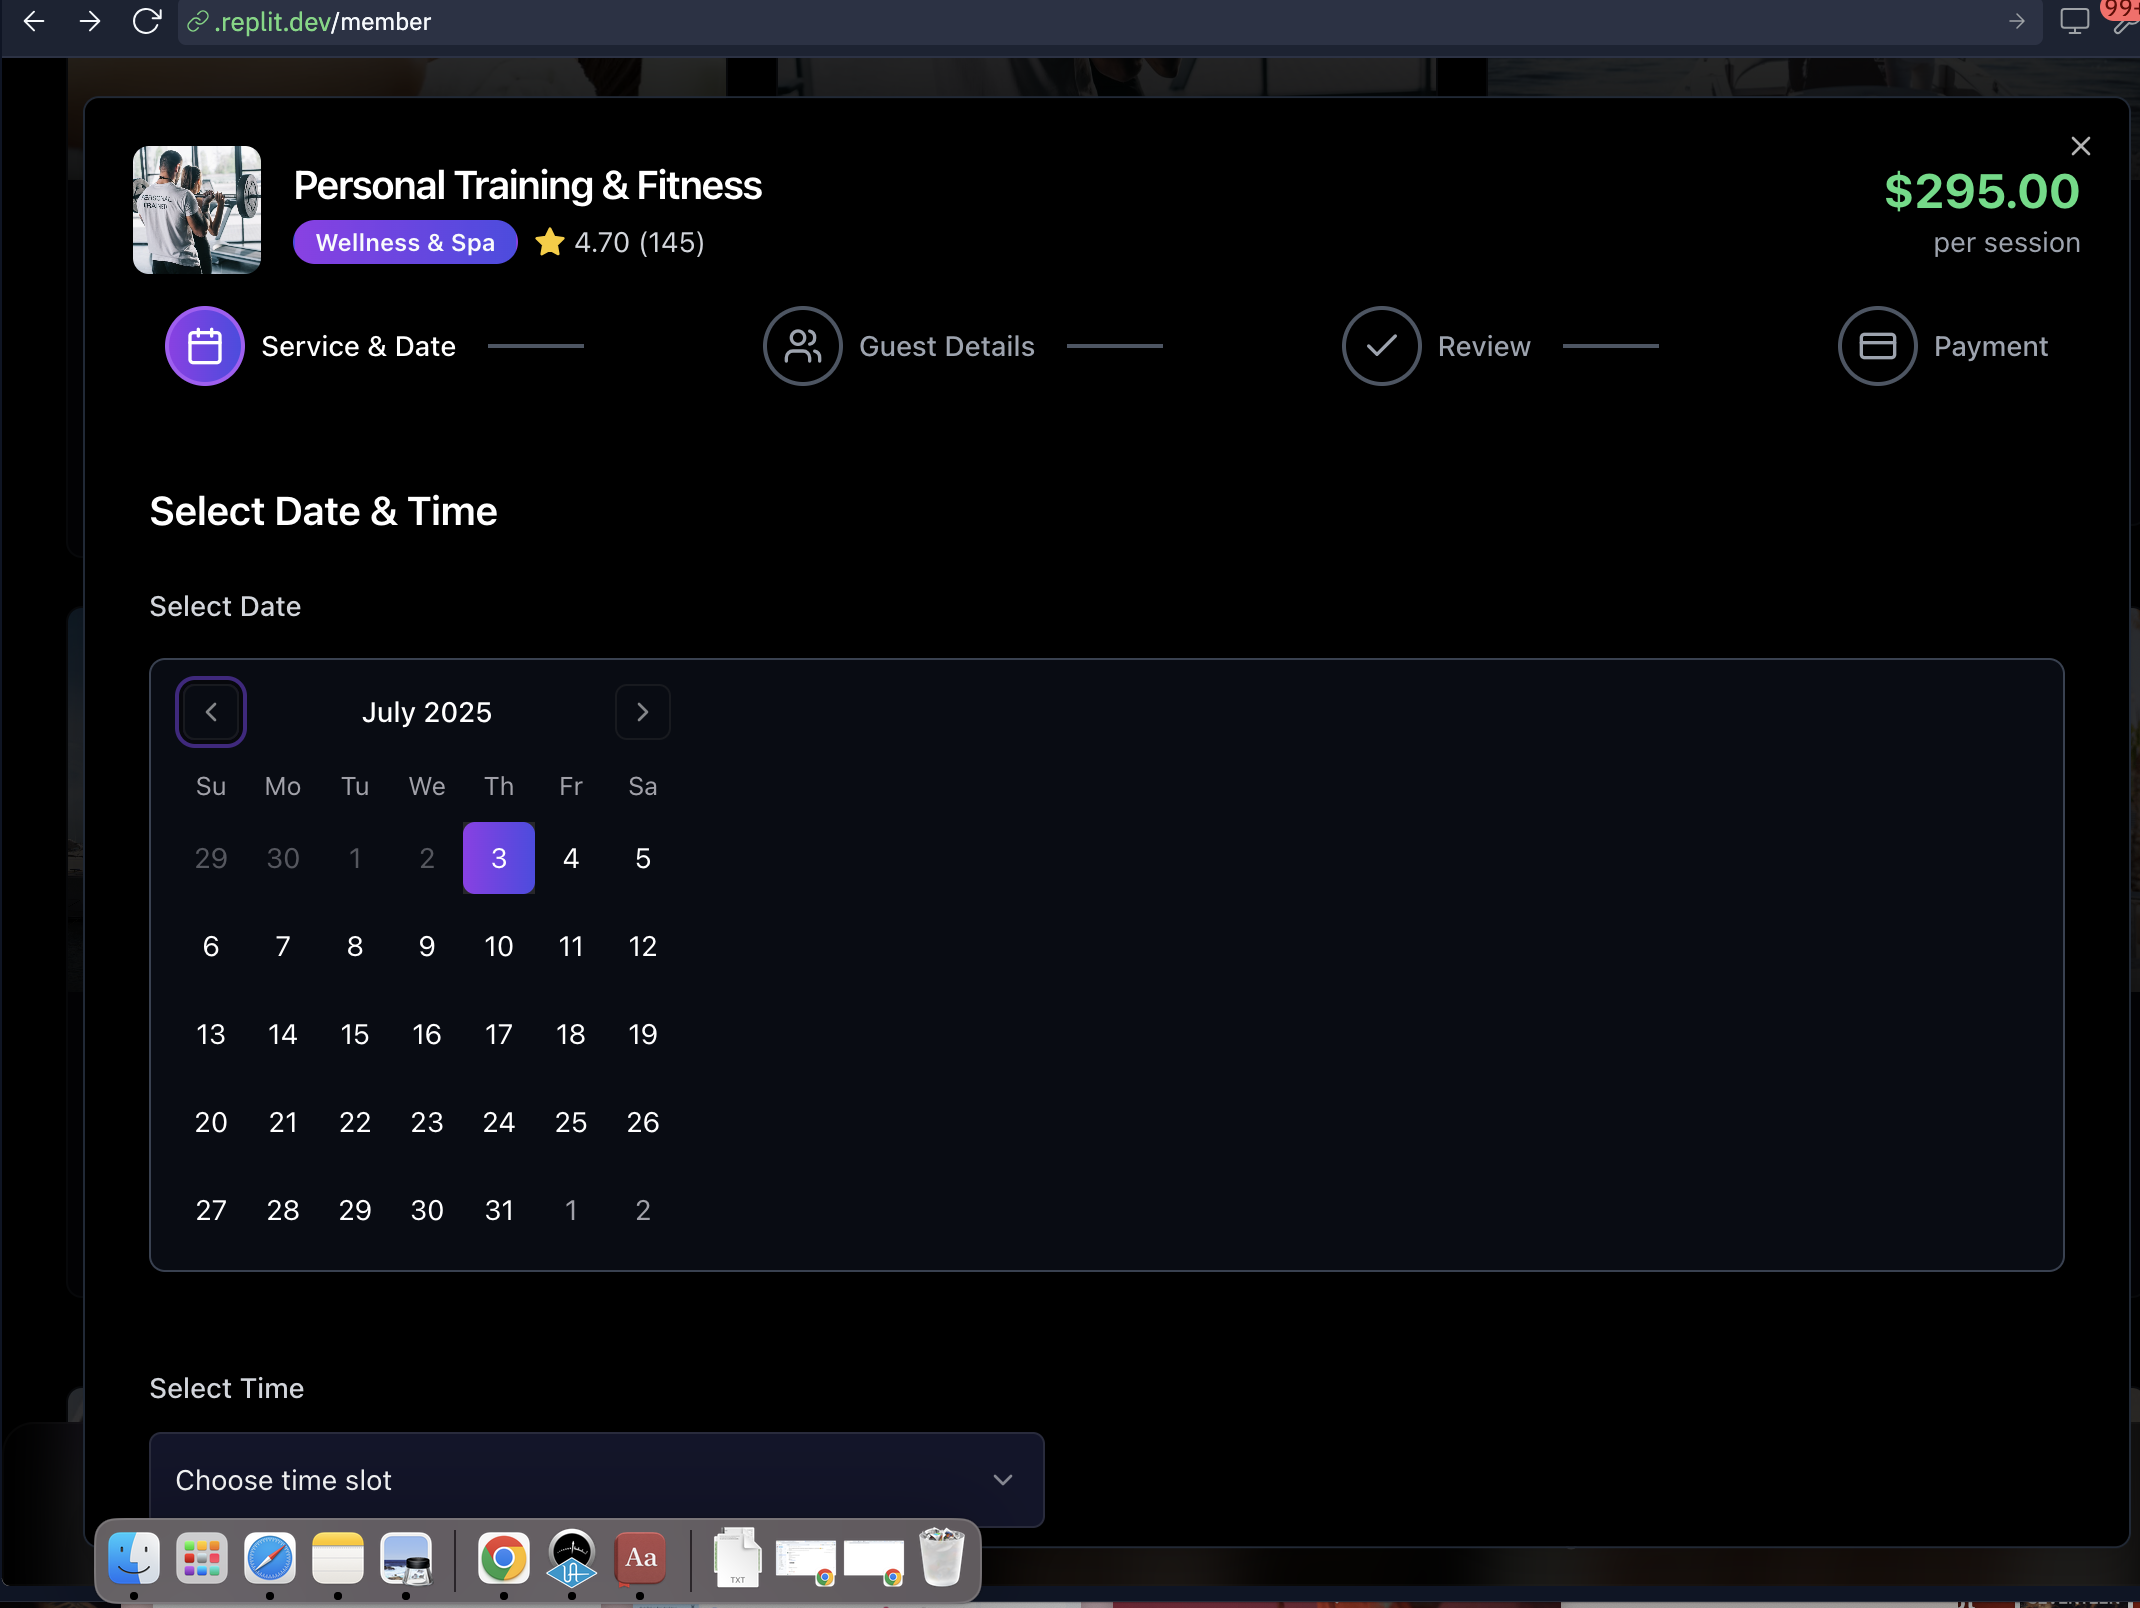 .replit.dev/member
99+
Personal Training & Fitness
$295.00
Wellness & Spa
4.70 (145)
per session
Service & Date
Guest Details
Review
Payment
Select Date & Time
Select Date
July 2025
Su Mo Tu We Th Fr Sa
29 30 1 2 3 4 5
6 7 8 9 10 11 12
13 14 15 16 17 18 19
20 21 22 23 24 25 26
27 28 29 30 31 1 2
Select Time
Choose time slot
Aa
TXT